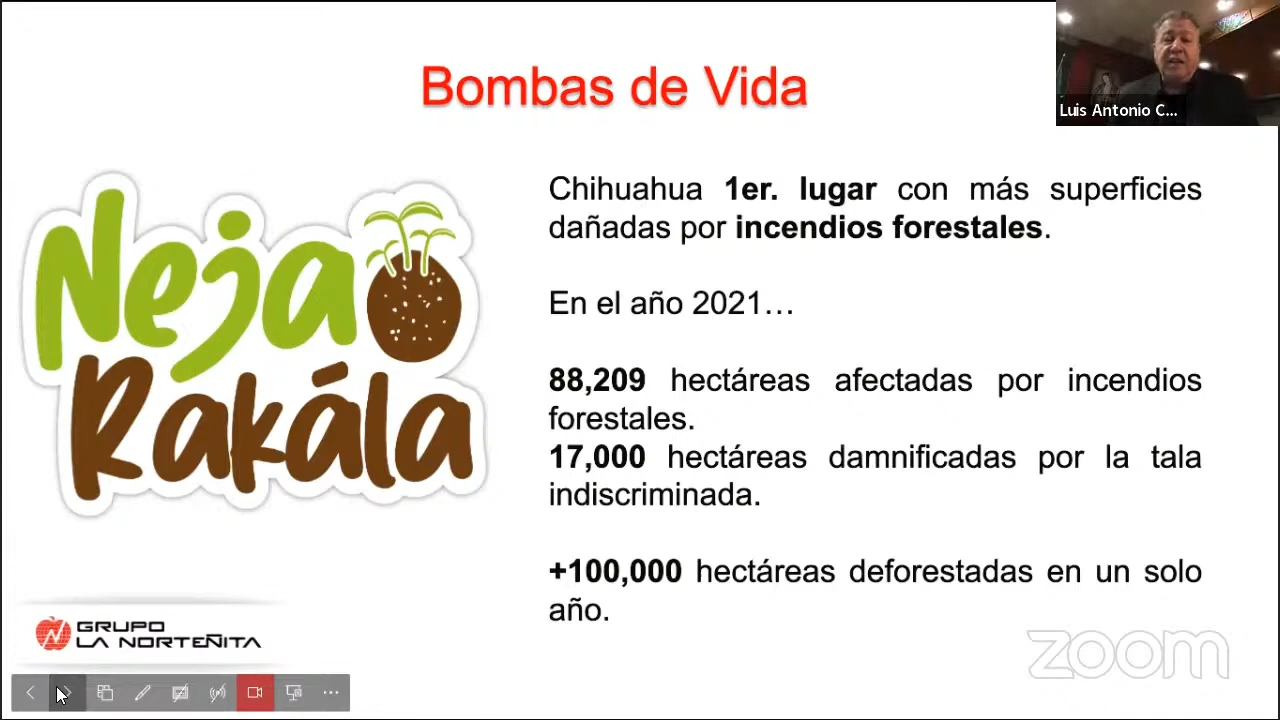 Bombas de Vida
Luis Antonio C...
Neja
Rakála
Chihuahua 1er. lugar con más superficies
dañadas por incendios forestales.
En el año 2021…
88,209 hectáreas afectadas por incendios
forestales.
17,000 hectáreas damnificadas por la tala
indiscriminada.
+100,000 hectáreas deforestadas en un solo
año.
GRUPO
LA NORTEÑITA
zoom